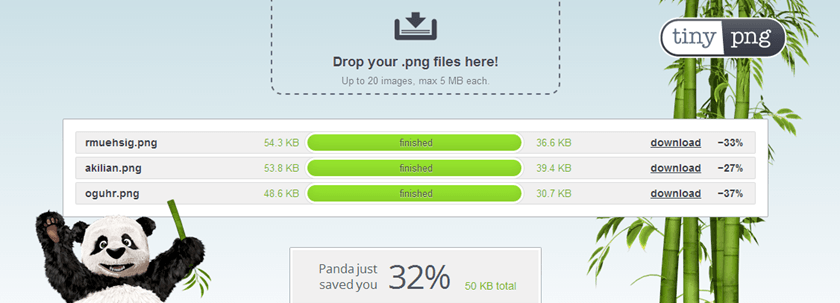 Drop your .png files here!
Up to 20 images, max 5 MB each.
tiny png
rmuehsig.png 54.3 KB finished 36.6 KB download −33%
akilian.png 53.8 KB finished 39.4 KB download −27%
oguhr.png 48.6 KB finished 30.7 KB download −37%
Panda just
saved you 32% 50 KB total